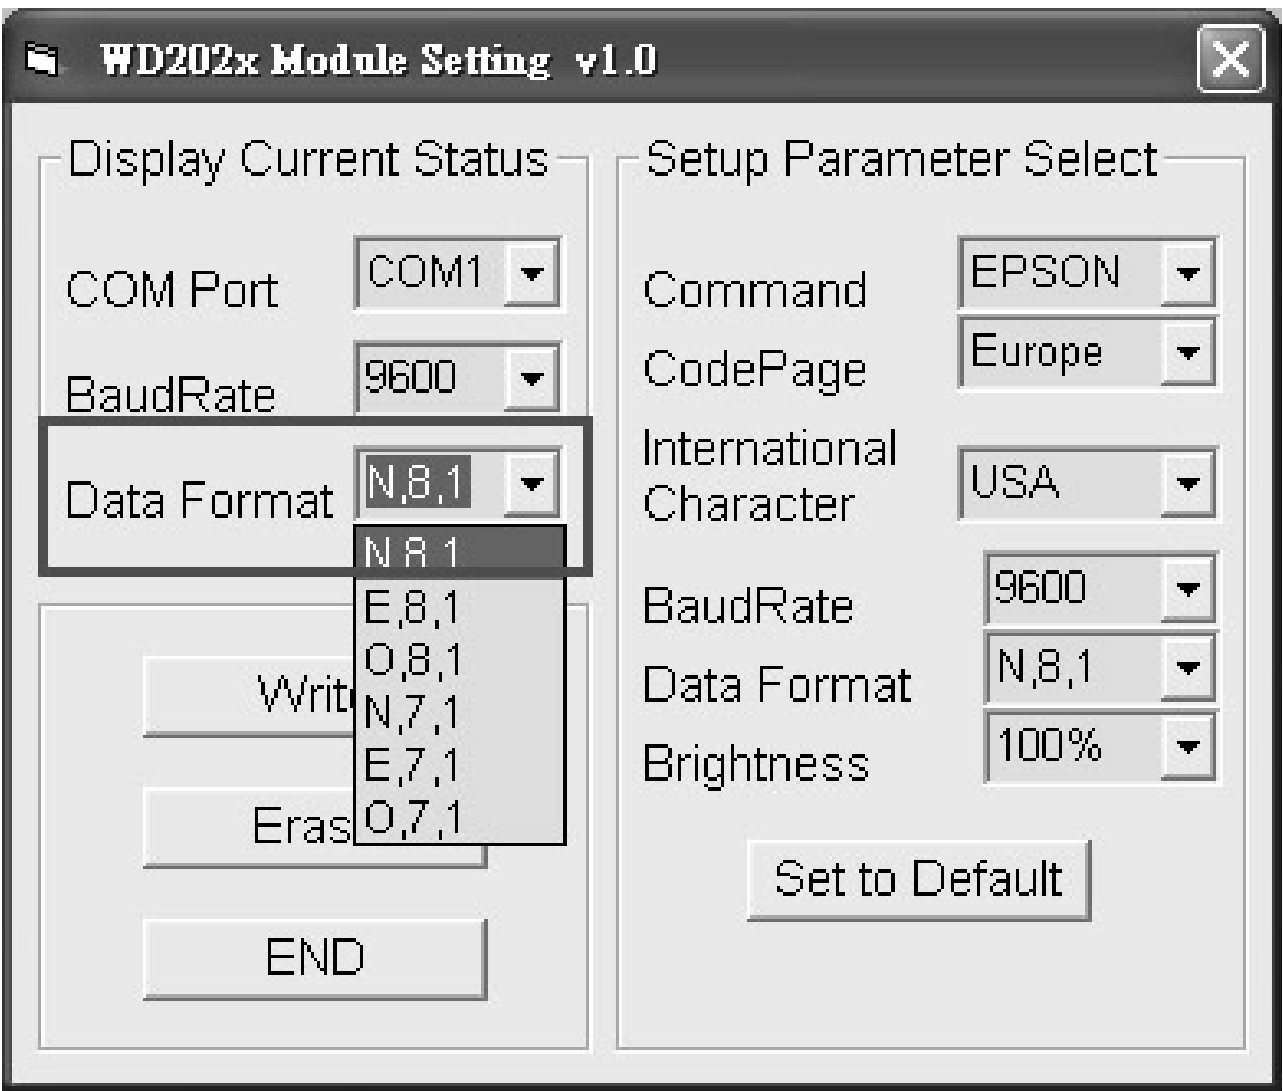 WD202x Module Setting v1.0
Display Current Status
COM Port COM1
BaudRate 9600
Data Format N,8,1
N,8,1
E,8,1
O,8,1
N,7,1
E,7,1
O,7,1
END
Setup Parameter Select
Command EPSON
CodePage Europe
International
Character USA
BaudRate 9600
Data Format N,8,1
Brightness 100%
Set to Default